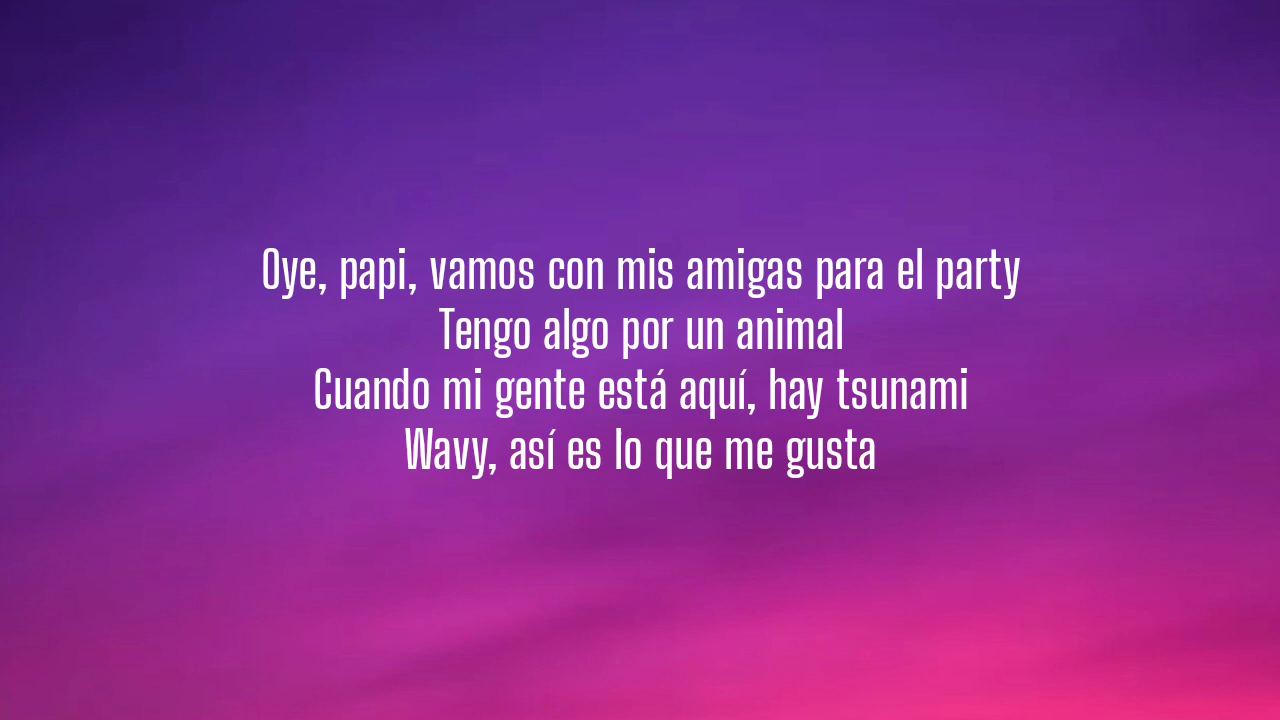 Oye, papi, vamos con mis amigas para el party
Tengo algo por un animal
Cuando mi gente está aquí, hay tsunami
Wavy, así es lo que me gusta